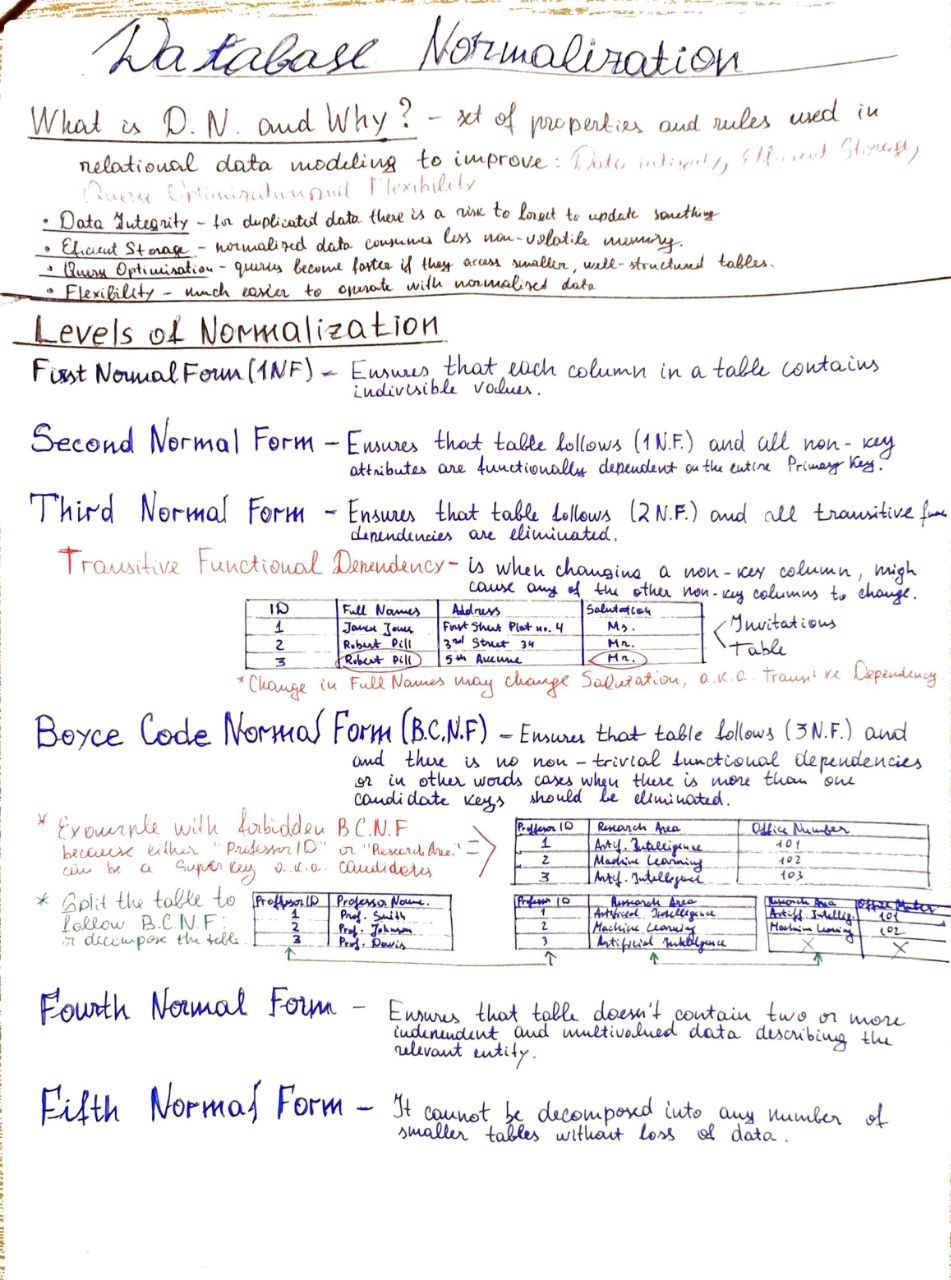 Database Normalization
What is D.N. and Why? - set of properties and rules used in
relational data modeling to improve: Data integrity, Efficient Storage,
Query Optimization and Flexibility
• Data Integrity - for duplicated data there is a risk to forget to update something
• Eficient Storage - normalized data consumes less non-volatile memory.
• Query Optimisation - queries become faster if they access smaller, well-structured tables.
• Flexibility - much easier to operate with normalized data
Levels of Normalization
First Normal Form (1NF) - Ensures that each column in a table contains
indivisible values.
Second Normal Form - Ensures that table follows (1N.F.) and all non-key
attributes are functionally dependent on the entire Primary Key.
Third Normal Form - Ensures that table follows (2N.F.) and all transitive func
dependencies are eliminated.
Transitive Functional Dependency - is when changing a non-key column, migh
cause any of the other non-key columns to change.
ID Full Names Address Salutation
1 Jones First Street Plot no. 4 Ms.
2 Robert Pill 3rd Street 34 Mr.
3 Robert Pill 5th Avenue Mr.
Invitations
Table
*Change in Full Names may change Salutation, a.k.a. Transitive Dependency
Boyce Code Normal Form (B.C.N.F) - Ensures that table follows (3N.F.) and
and there is no non-trivial functional dependencies
or in other words cases when there is more than one
candidate keys should be eliminated.
* Example with forbidden B.C.N.F
because either "Professor ID" or "Research Area"
can be a Super Key a.k.a. Candidates
Proffesor ID Research Area Office Number
1 Artif. Intelligence 101
2 Machine Learning 102
3 Artif. Intelligence 103
* Split the table to
follow B.C.N.F.
or decompose the table
Proffysor ID Professor Name.
1 Prof. Smith
2 Prof. Johnson
3 Prof. Davis
Professor ID Research Area
1 Artificial Intelligence
2 Machine Learning
3 Artificial Intelligence
Research Area Office Number
Artiff. Intellig. 101
Machine Learning 102
X X
Fourth Normal Form - Ensures that table doesn't contain two or more
independent and multivalued data describing the
relevant entity.
Fifth Normal Form - It cannot be decomposed into any number of
smaller tables without loss of data.